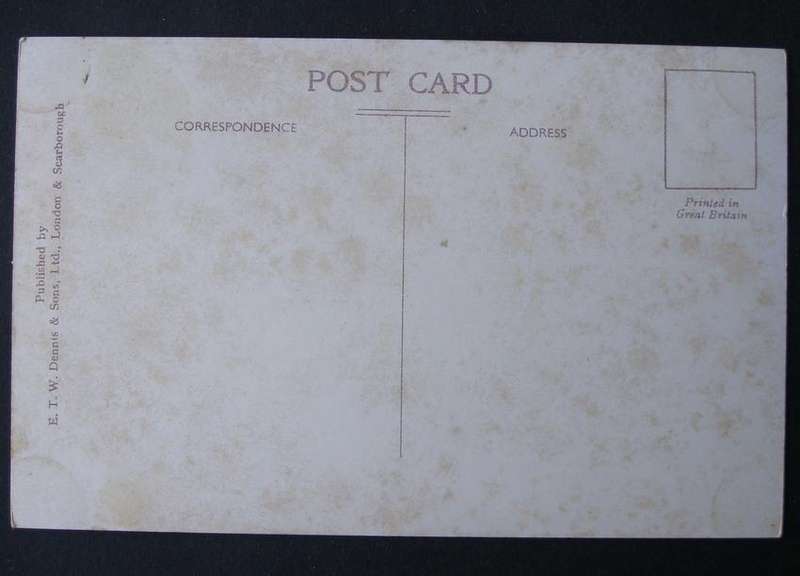 POST CARD
CORRESPONDENCE
ADDRESS
Printed in
Great Britain
Published by
E. T. W. Dennis & Sons, Ltd., London & Scarborough